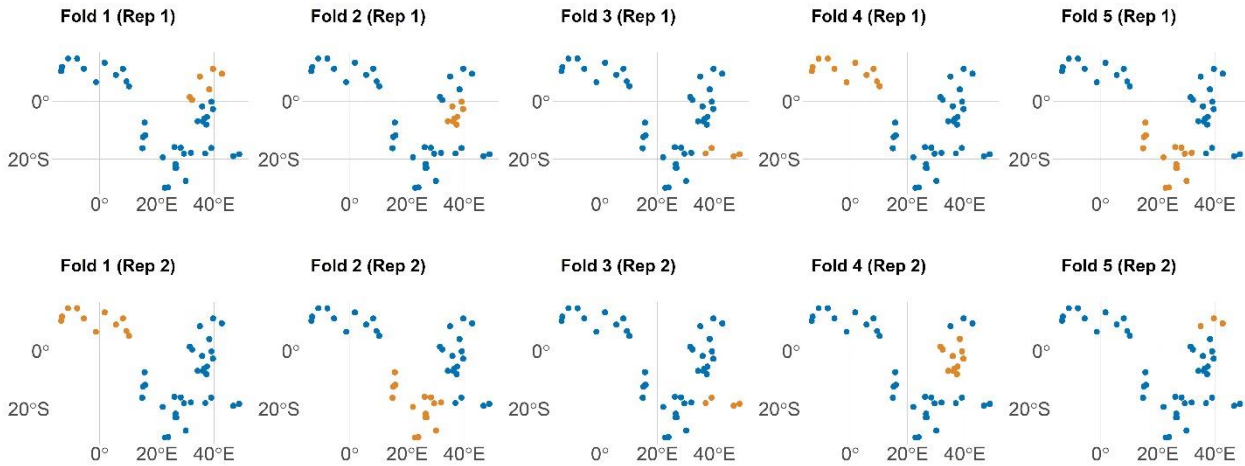 Fold 1 (Rep 1) Fold 2 (Rep 1) Fold 3 (Rep 1) Fold 4 (Rep 1) Fold 5 (Rep 1)
0° 0° 0° 0° 0°
20°S 20°S 20°S 20°S 20°S
0° 20°E 40°E 0° 20°E 40°E 0° 20°E 40°E 0° 20°E 40°E 0° 20°E 40°E
Fold 1 (Rep 2) Fold 2 (Rep 2) Fold 3 (Rep 2) Fold 4 (Rep 2) Fold 5 (Rep 2)
0° 0° 0° 0° 0°
20°S 20°S 20°S 20°S 20°S
0° 20°E 40°E 0° 20°E 40°E 0° 20°E 40°E 0° 20°E 40°E 0° 20°E 40°E